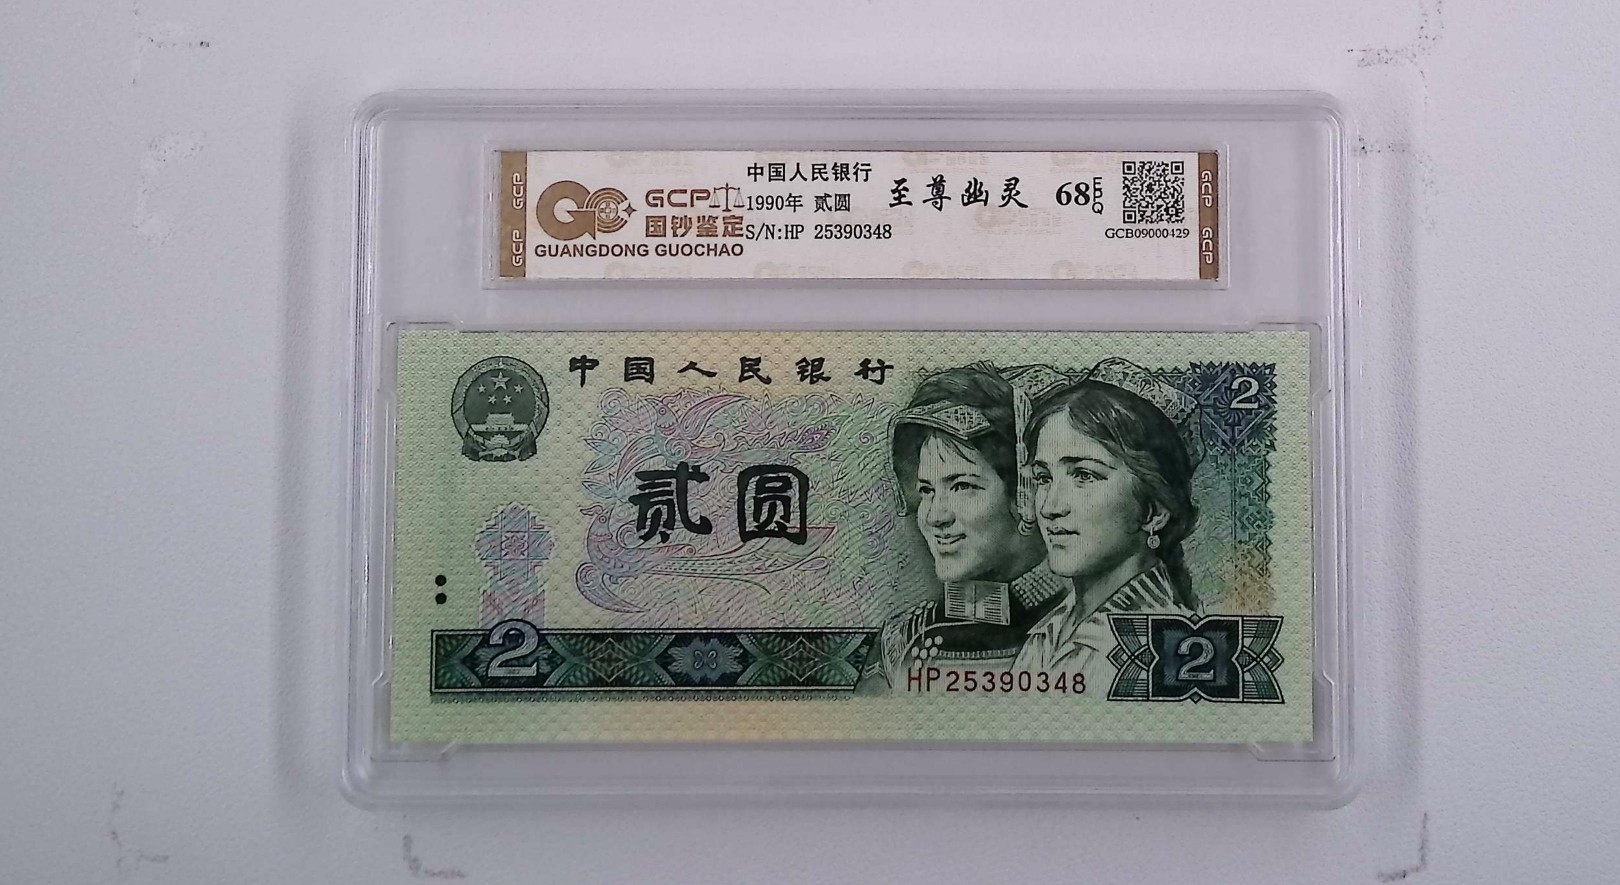 GCP
GCP
GCP
国钞鉴定
GUANGDONG GUOCHAO
中国人民银行
1990年 贰圆
S/N:HP 25390348
至尊幽灵
68 EPQ
GCB09000429
GCP
GCP
中国人民银行
2
贰圆
2
HP25390348
2